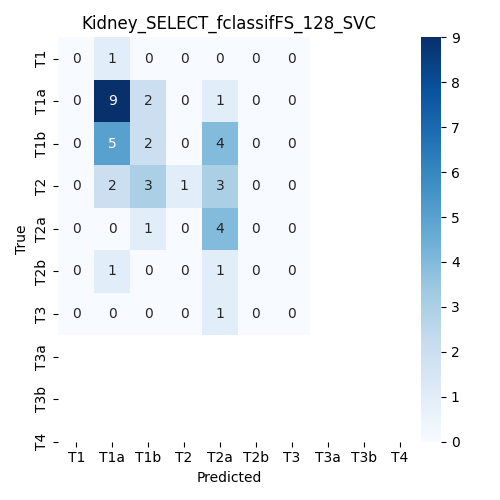 Kidney_SELECT_fclassifFS_128_SVC
T1 0 1 0 0 0 0 0
T1a 0 9 2 0 1 0 0
T1b 0 5 2 0 4 0 0
T2 0 2 3 1 3 0 0
T2a 0 0 1 0 4 0 0
T2b 0 1 0 0 1 0 0
T3 0 0 0 0 1 0 0
T3a
T3b
T4
True
T1 T1a T1b T2 T2a T2b T3 T3a T3b T4
Predicted
9
8
7
6
5
4
3
2
1
0